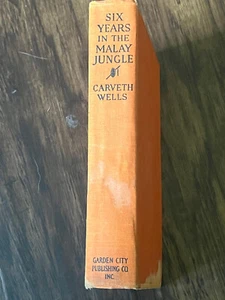 SIX
YEARS
IN THE
MALAY
JUNGLE
CARVETH
WELLS
GARDEN CITY
PUBLISHING CO
INC